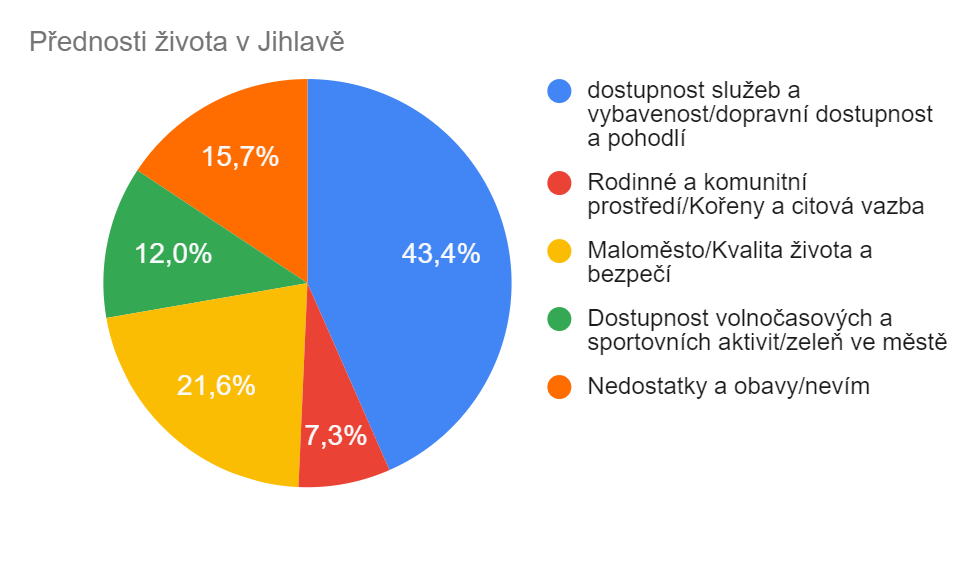 Přednosti života v Jihlavě
15,7%
12,0%
43,4%
21,6%
7,3%
dostupnost služeb a
vybavenost/dopravní dostupnost
a pohodlí
Rodinné a komunitní
prostředí/Kořeny a citová vazba
Maloměsto/Kvalita života a
bezpečí
Dostupnost volnočasových a
sportovních aktivit/zeleň ve městě
Nedostatky a obavy/nevím